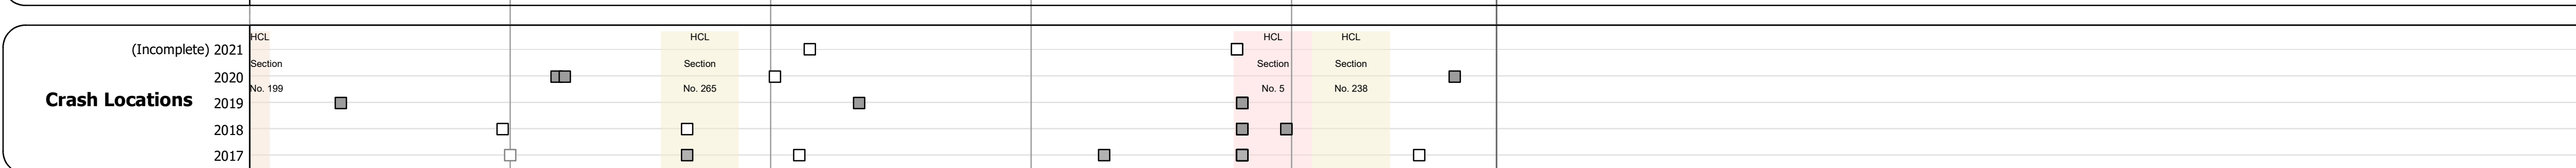 HCL HCL HCL HCL
(Incomplete) 2021
Section Section Section Section
2020
No. 199 No. 265 No. 5 No. 238
Crash Locations
2019
2018
2017